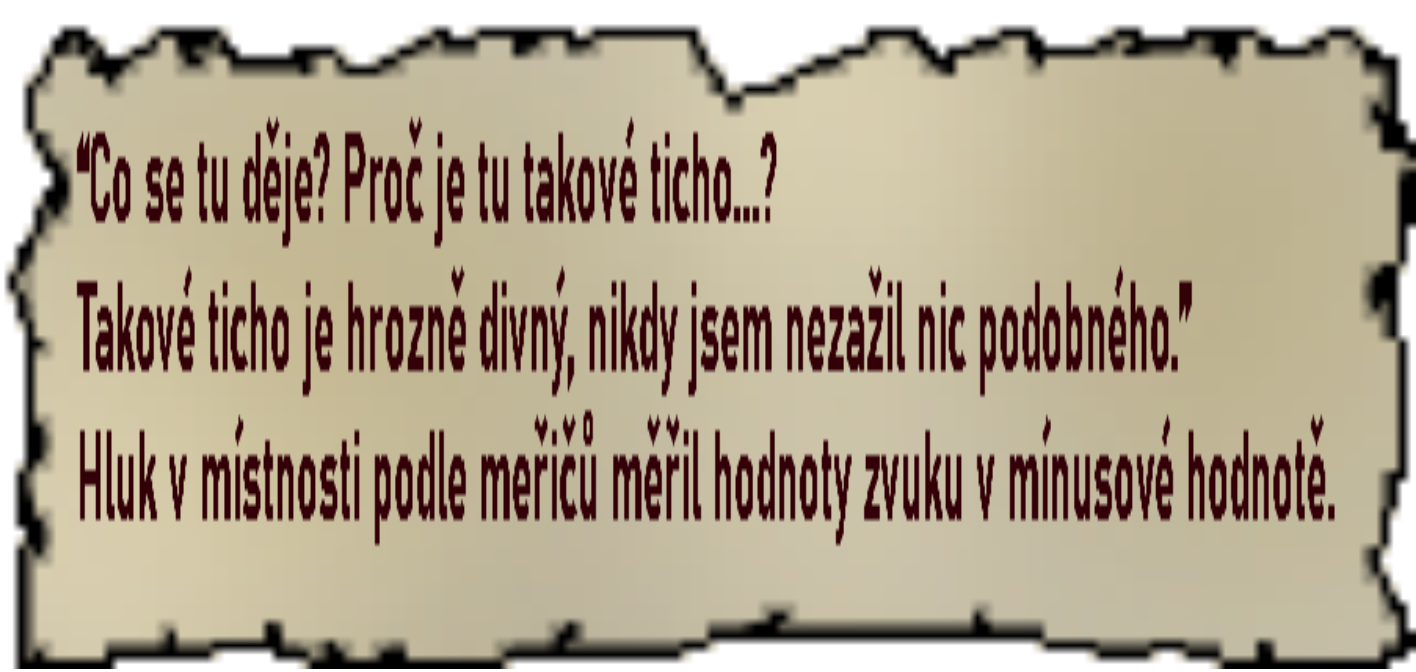 “Co se tu děje? Proč je tu takové ticho...?
Takové ticho je hrozně divný, nikdy jsem nezažil nic podobného.”
Hluk v místnosti podle meřičů měřil hodnoty zvuku v mínusové hodnotě.